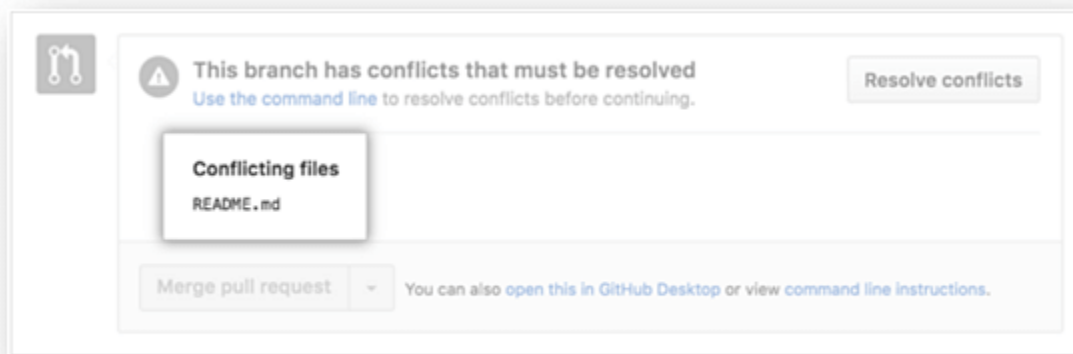 This branch has conflicts that must be resolved
Use the command line to resolve conflicts before continuing.
Resolve conflicts
Conflicting files
README.md
Merge pull request
You can also open this in GitHub Desktop or view command line instructions.